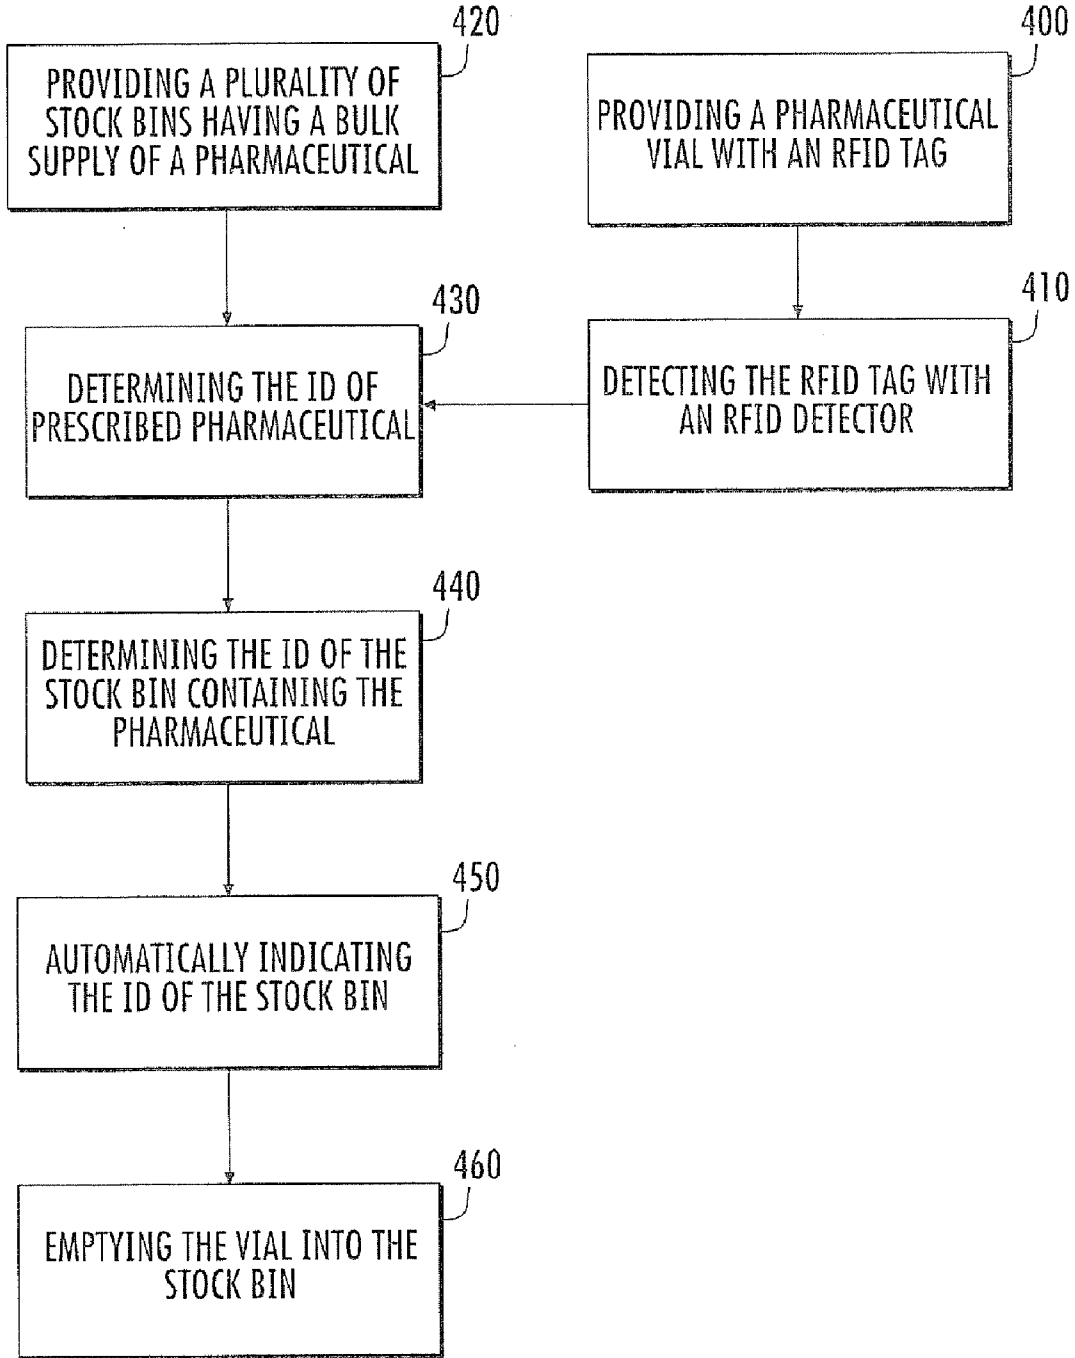 420
PROVIDING A PLURALITY OF
STOCK BINS HAVING A BULK
SUPPLY OF A PHARMACEUTICAL
400
PROVIDING A PHARMACEUTICAL
VIAL WITH AN RFID TAG
430
DETERMINING THE ID OF
PRESCRIBED PHARMACEUTICAL
410
DETECTING THE RFID TAG WITH
AN RFID DETECTOR
440
DETERMINING THE ID OF THE
STOCK BIN CONTAINING THE
PHARMACEUTICAL
450
AUTOMATICALLY INDICATING
THE ID OF THE STOCK BIN
460
EMPTYING THE VIAL INTO THE
STOCK BIN